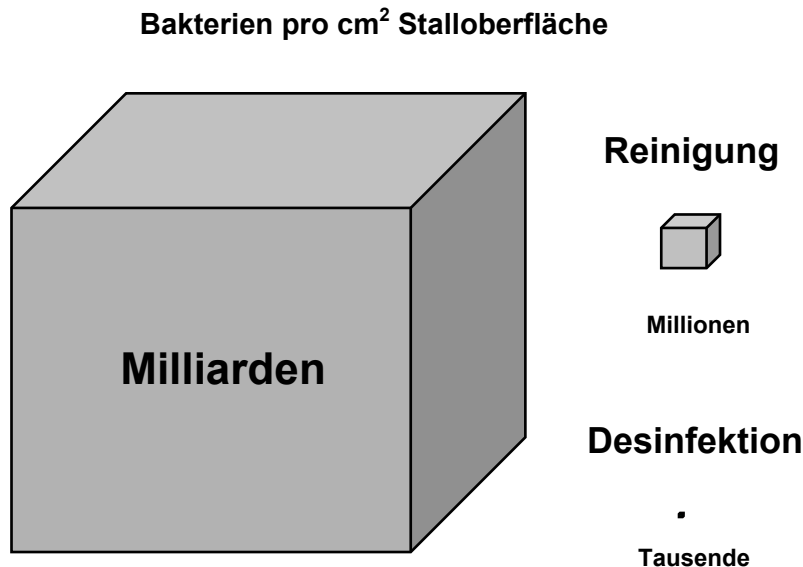 Bakterien pro cm² Stalloberfläche
Milliarden
Reinigung
Millionen
Desinfektion
Tausende